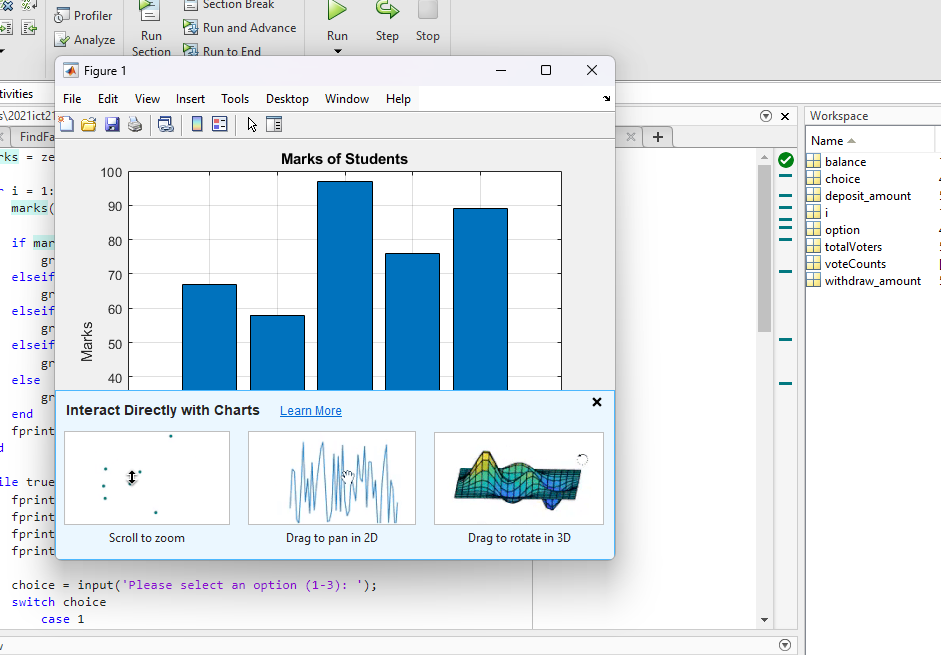 Profiler
Analyze
Run
Section
Section Break
Run and Advance
Run to End
Run
Step
Stop
Figure 1
File Edit View Insert Tools Desktop Window Help
Marks of Students
100
90
80
70
60
50
40
Marks
Interact Directly with Charts Learn More
Scroll to zoom
Drag to pan in 2D
Drag to rotate in 3D
tivities
s\2021ict21
FindFa
rks = ze
r i = 1:
marks(
if mar
gr
elseif
gr
elseif
gr
elseif
gr
else
gr
end
fprint
d
ile true
fprint
fprint
fprint
fprint
choice = input('Please select an option (1-3): ');
switch choice
case 1
Workspace
Name
balance
choice
deposit_amount
i
option
totalVoters
voteCounts
withdraw_amount